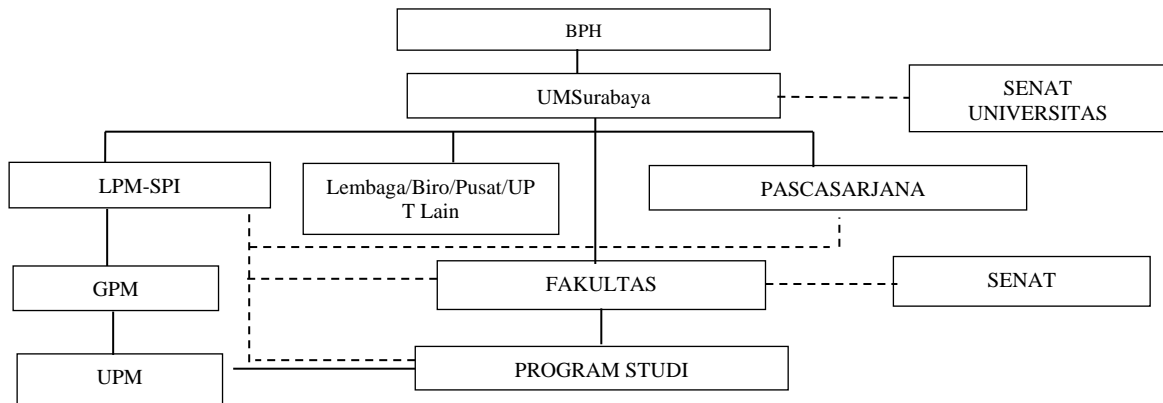 BPH
UMSurabaya
SENAT
UNIVERSITAS
LPM-SPI
Lembaga/Biro/Pusat/UP
T Lain
PASCASARJANA
GPM
FAKULTAS
SENAT
UPM
PROGRAM STUDI